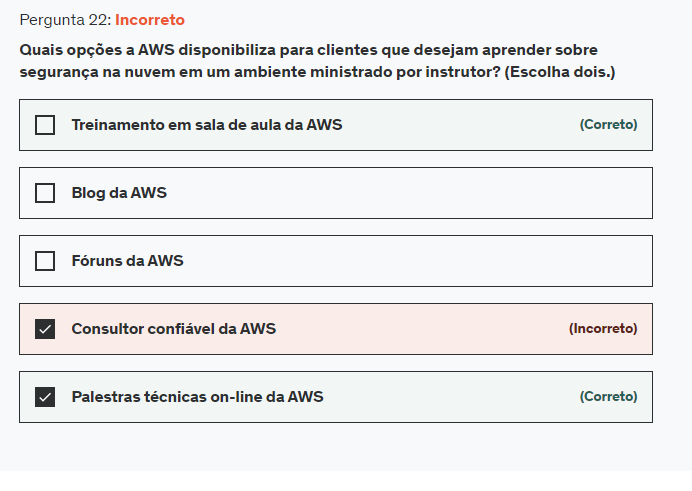 Pergunta 22: Incorreto
Quais opções a AWS disponibiliza para clientes que desejam aprender sobre
segurança na nuvem em um ambiente ministrado por instrutor? (Escolha dois.)
Treinamento em sala de aula da AWS (Correto)
Blog da AWS
Fóruns da AWS
Consultor confiável da AWS (Incorreto)
Palestras técnicas on-line da AWS (Correto)